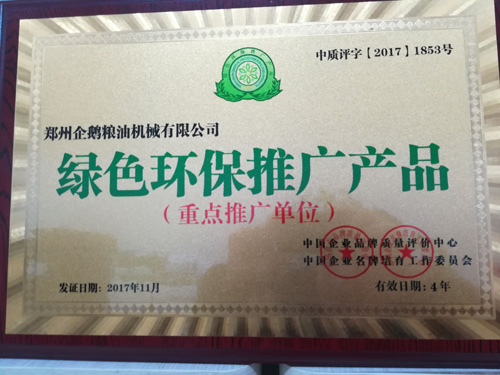 中质评字【2017】1853号
郑州企鹅粮油机械有限公司
绿色环保推广产品
（重点推广单位）
中国企业品牌质量评价中心
中国企业名牌培育工作委员会
发证日期：2017年11月
有效日期：4年